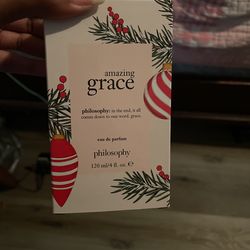 amazing
grace
philosophy: in the end, it all
comes down to one word. grace.
eau de parfum
philosophy
120 ml/4 fl. oz. ℮